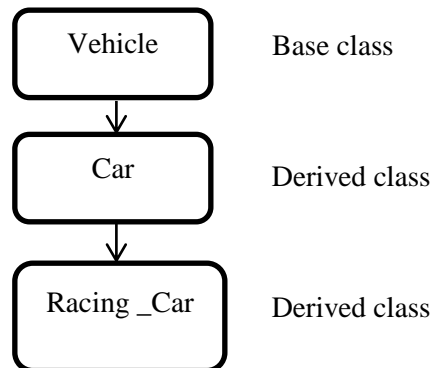 Vehicle Base class
Car Derived class
Racing _Car Derived class